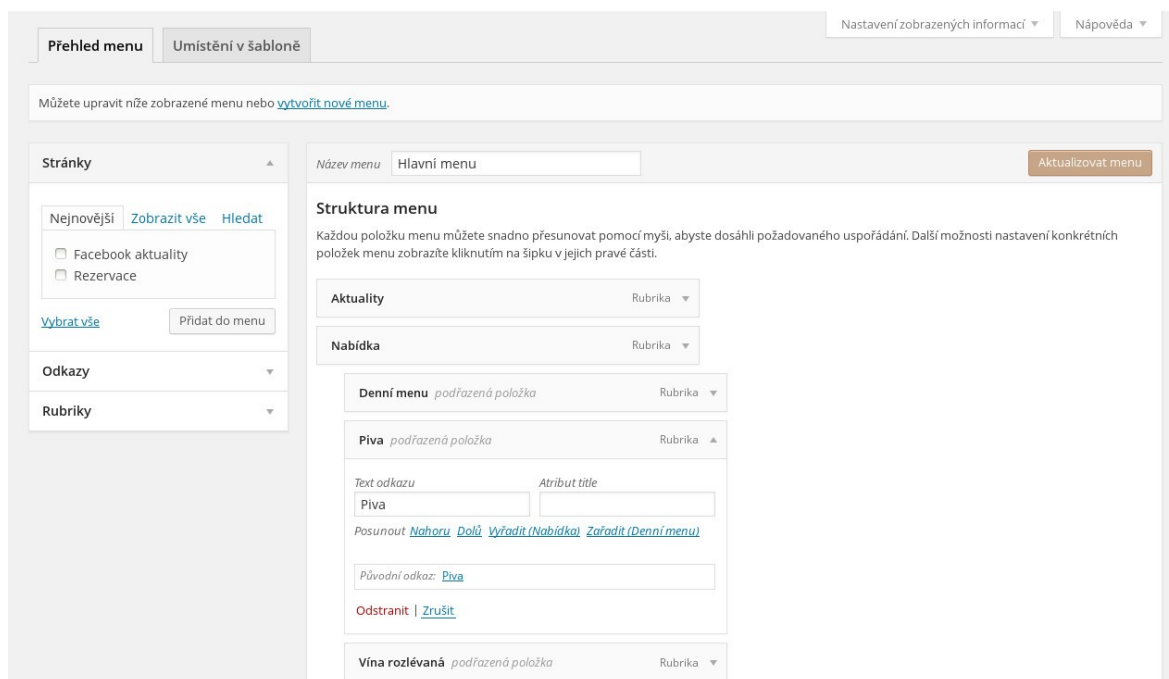 Nastavení zobrazených informací
Nápověda
Přehled menu
Umístění v šabloně
Můžete upravit níže zobrazené menu nebo vytvořit nové menu.
Stránky
Nejnovější Zobrazit vše Hledat
Facebook aktuality
Rezervace
Vybrat vše
Přidat do menu
Odkazy
Rubriky
Název menu Hlavní menu
Aktualizovat menu
Struktura menu
Každou položku menu můžete snadno přesunovat pomocí myši, abyste dosáhli požadovaného uspořádání. Další možnosti nastavení konkrétních
položek menu zobrazíte kliknutím na šipku v jejich pravé části.
Aktuality Rubrika
Nabídka Rubrika
Denní menu podřazená položka Rubrika
Piva podřazená položka Rubrika
Text odkazu Atribut title
Piva
Posunout Nahoru Dolů Vyřadit (Nabídka) Zařadit (Denní menu)
Původní odkaz: Piva
Odstranit | Zrušit
Vína rozlévaná podřazená položka Rubrika